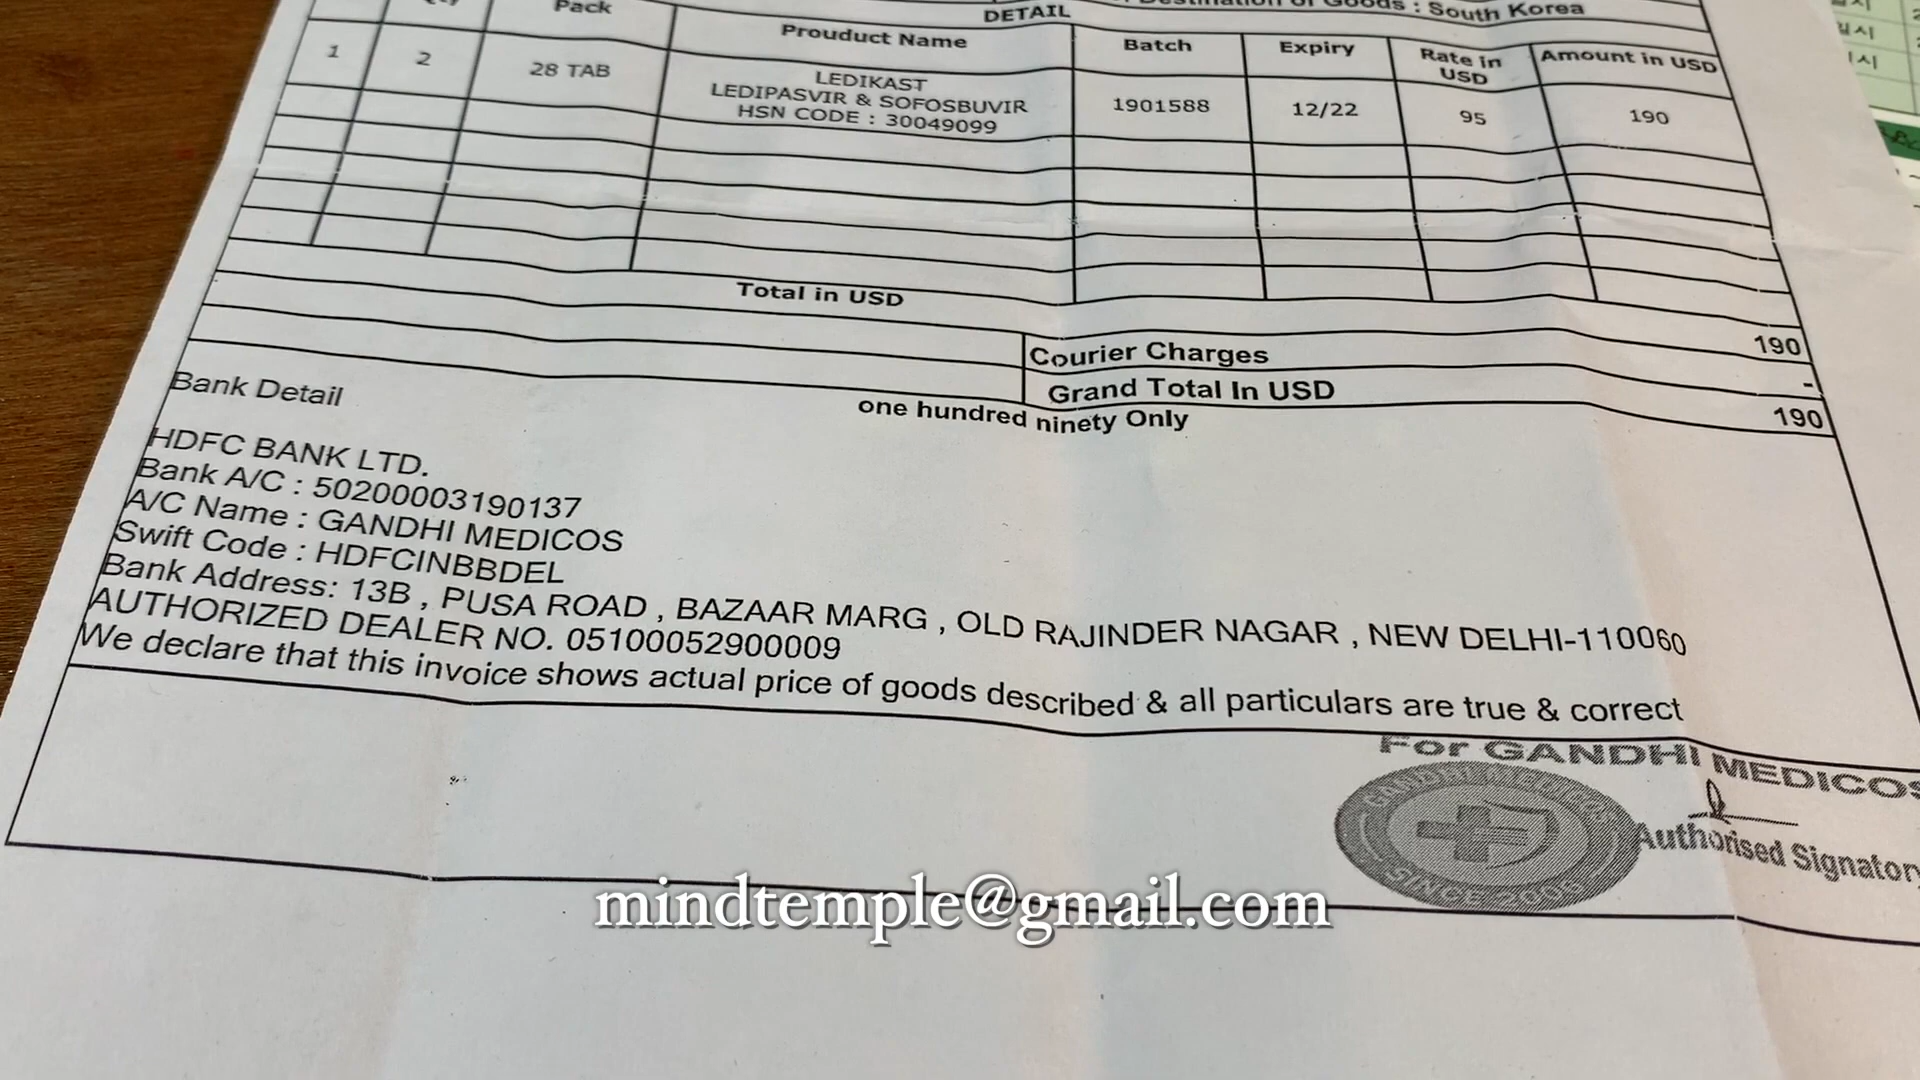 Destination of Goods : South Korea
DETAIL
Pack
Prouduct Name
Batch
Expiry
Rate in
USD
Amount in USD
1
2
28 TAB
LEDIKAST
LEDIPASVIR & SOFOSBUVIR
HSN CODE : 30049099
1901588
12/22
95
190
Total in USD
190
Courier Charges
-
Grand Total In USD
190
one hundred ninety Only
Bank Detail
HDFC BANK LTD.
Bank A/C : 50200003190137
A/C Name : GANDHI MEDICOS
Swift Code : HDFCINBBDEL
Bank Address: 13B , PUSA ROAD , BAZAAR MARG , OLD RAJINDER NAGAR , NEW DELHI-110060
AUTHORIZED DEALER NO. 05100052900009
We declare that this invoice shows actual price of goods described & all particulars are true & correct
For GANDHI MEDICOS
GANDHI MEDICOS
SINCE 2006
Authorised Signatory
mindtemple@gmail.com